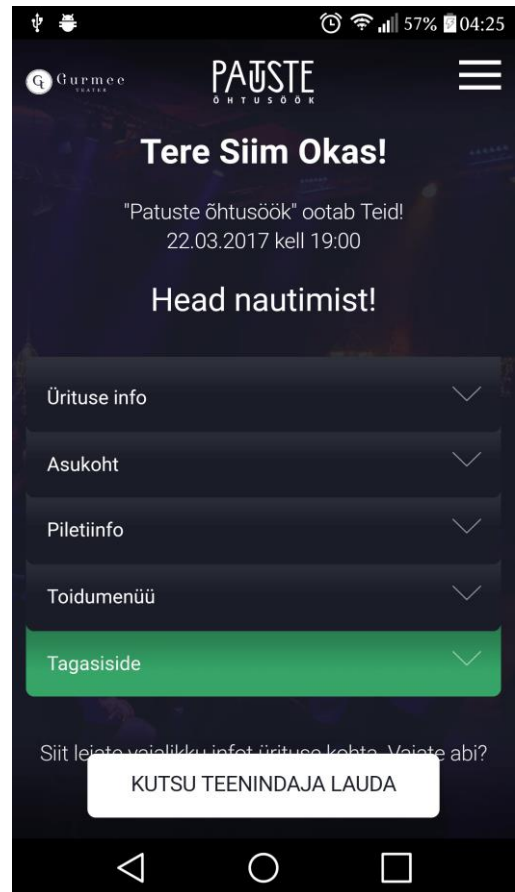 57% 04:25
Gurmee
TEATER
PATUSTE
ÕHTUSÖÖK
Tere Siim Okas!
"Patuste õhtusöök" ootab Teid!
22.03.2017 kell 19:00
Head nautimist!
Ürituse info
Asukoht
Piletiinfo
Toidumenüü
Tagasiside
Siit leiate vajalikku infot ürituse kohta. Vajate abi?
KUTSU TEENINDAJA LAUDA